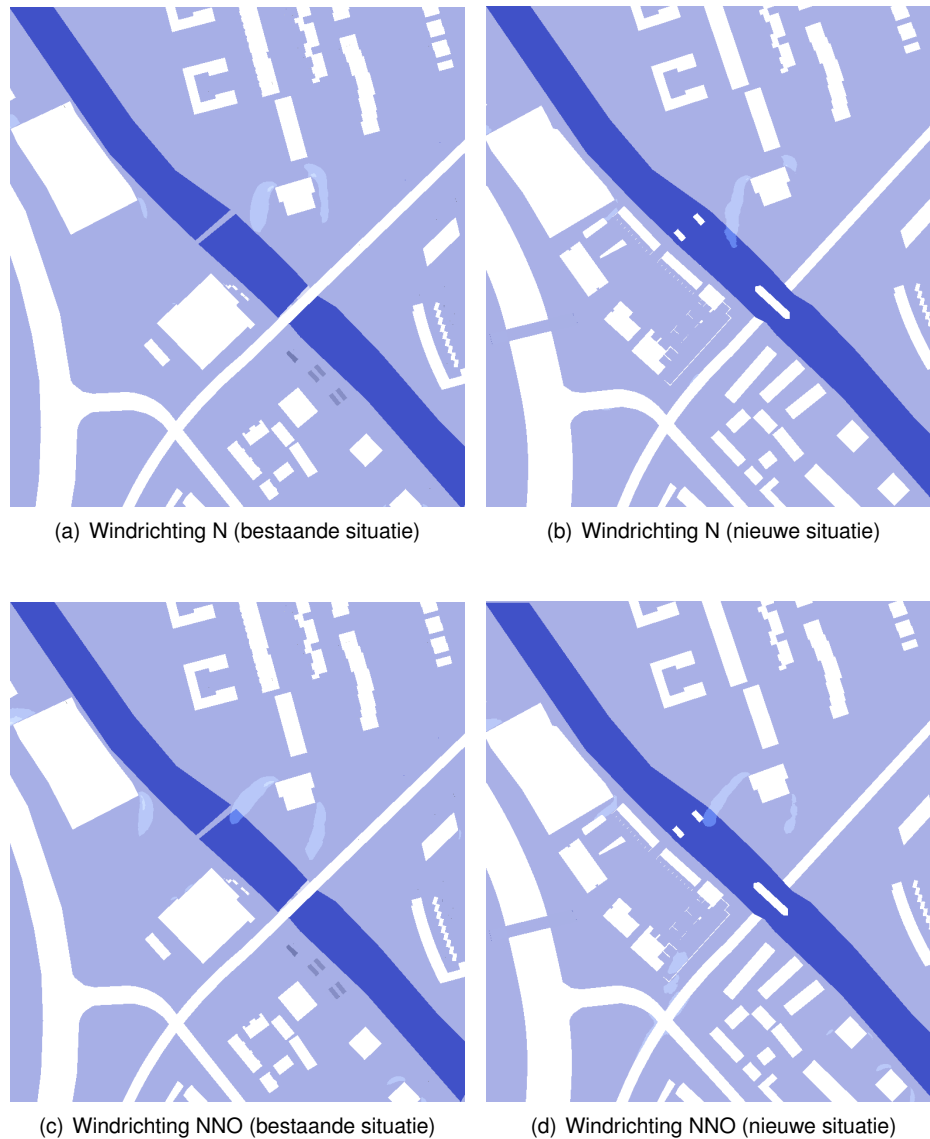 (a) Windrichting N (bestaande situatie)
(b) Windrichting N (nieuwe situatie)
(c) Windrichting NNO (bestaande situatie)
(d) Windrichting NNO (nieuwe situatie)